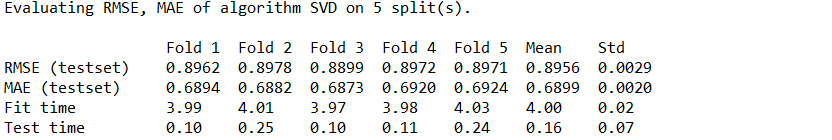 Evaluating RMSE, MAE of algorithm SVD on 5 split(s).

                  Fold 1  Fold 2  Fold 3  Fold 4  Fold 5  Mean    Std
RMSE (testset)    0.8962  0.8978  0.8899  0.8972  0.8971  0.8956  0.0029
MAE (testset)     0.6894  0.6882  0.6873  0.6920  0.6924  0.6899  0.0020
Fit time          3.99    4.01    3.97    3.98    4.03    4.00    0.02
Test time         0.10    0.25    0.10    0.11    0.24    0.16    0.07